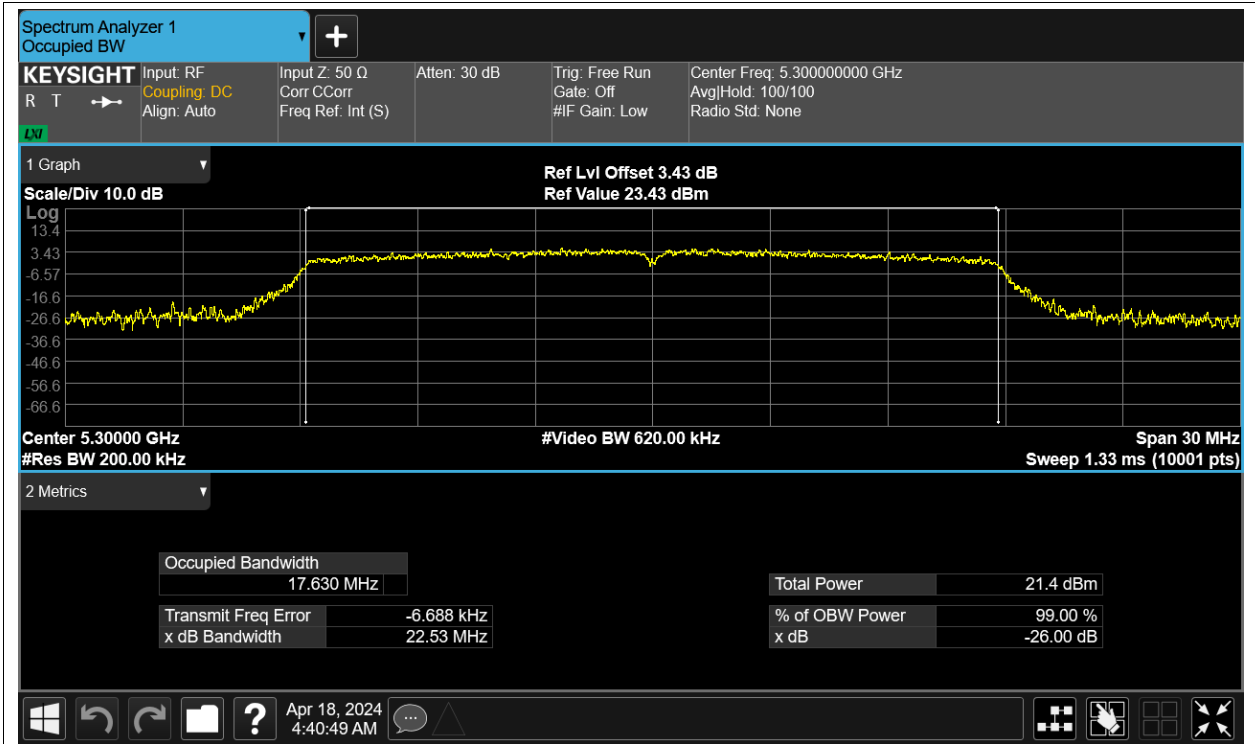 Spectrum Analyzer 1
Occupied BW
KEYSIGHT
R T
LXI
Input: RF
Coupling: DC
Align: Auto
Input Z: 50 Ω
Corr CCorr
Freq Ref: Int (S)
Atten: 30 dB
Trig: Free Run
Gate: Off
#IF Gain: Low
Center Freq: 5.300000000 GHz
Avg|Hold: 100/100
Radio Std: None
1 Graph
Scale/Div 10.0 dB
Ref Lvl Offset 3.43 dB
Ref Value 23.43 dBm
Log
13.4
3.43
-6.57
-16.6
-26.6
-36.6
-46.6
-56.6
-66.6
Center 5.30000 GHz
#Video BW 620.00 kHz
Span 30 MHz
#Res BW 200.00 kHz
Sweep 1.33 ms (10001 pts)
2 Metrics
Occupied Bandwidth
17.630 MHz
Total Power 21.4 dBm
Transmit Freq Error -6.688 kHz
% of OBW Power 99.00 %
x dB Bandwidth 22.53 MHz
x dB -26.00 dB
?
Apr 18, 2024
4:40:49 AM